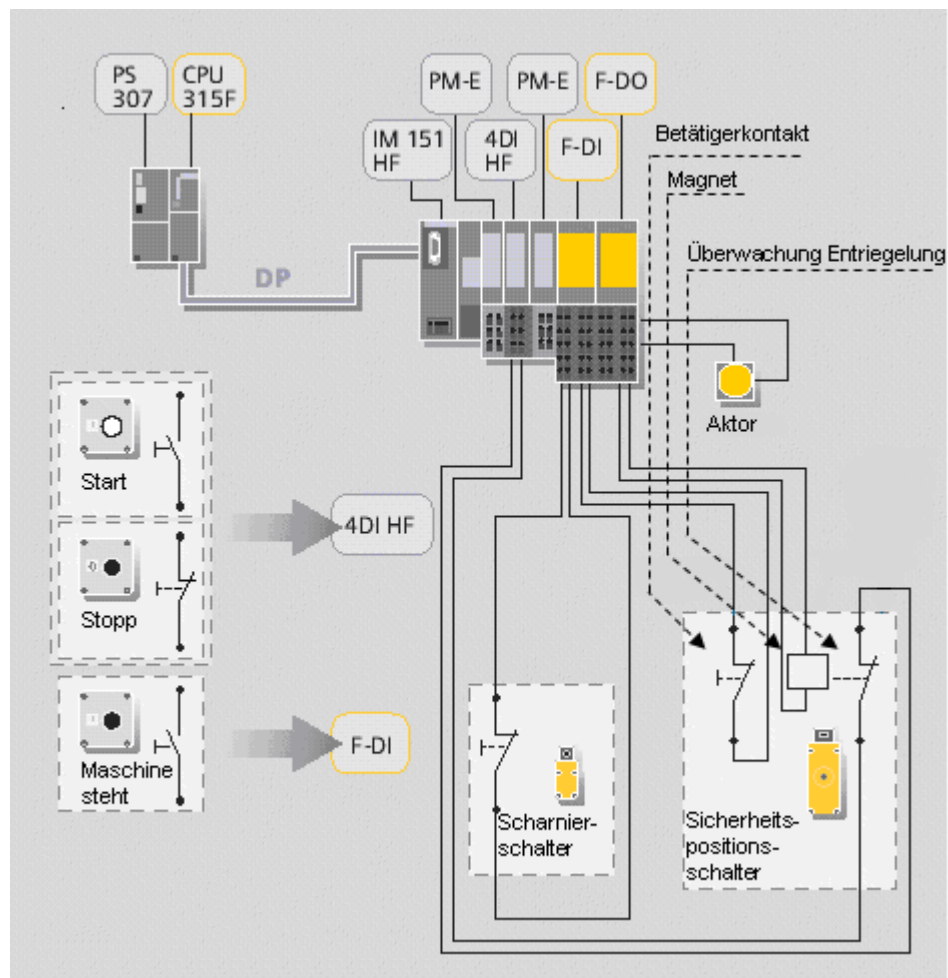 PS
307
CPU
315F
PM-E
PM-E
F-DO
IM 151
HF
4DI
HF
F-DI
Betätigerkontakt
Magnet
Überwachung Entriegelung
DP
Aktor
Start
4DI HF
Stopp
F-DI
Maschine
steht
Scharnier-
schalter
Sicherheits-
positions-
schalter